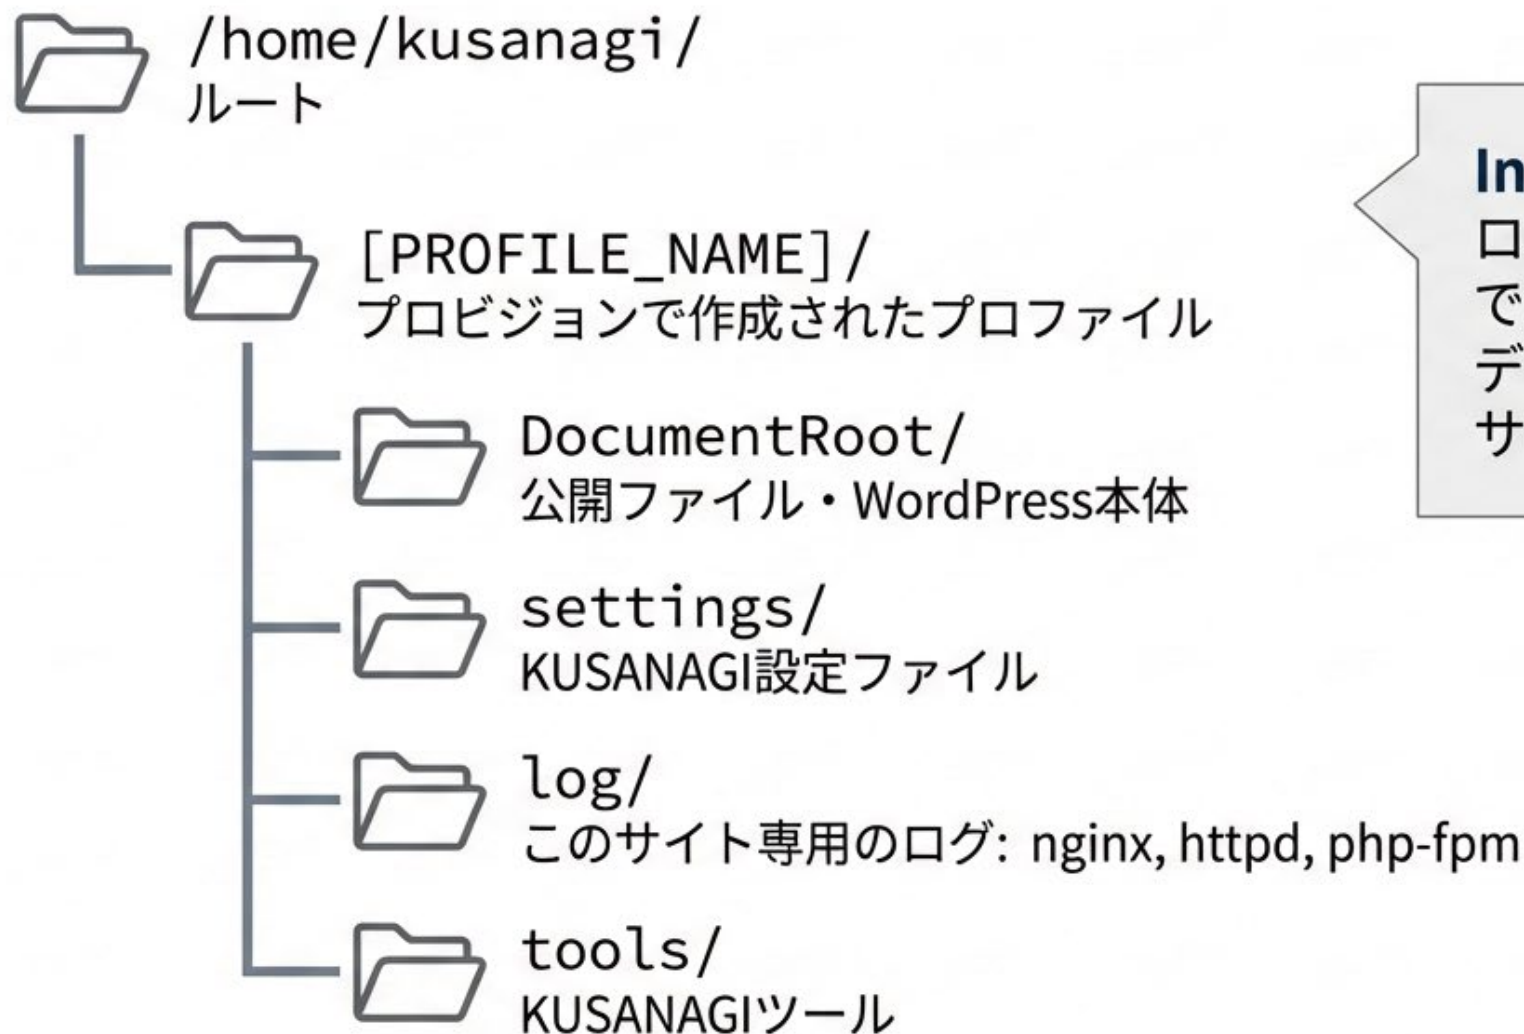 /home/kusanagi/
ルート
[PROFILE_NAME]/
プロビジョンで作成されたプロファイル
DocumentRoot/
公開ファイル・WordPress本体
settings/
KUSANAGI設定ファイル
log/
このサイト専用のログ: nginx, httpd, php-fpm
tools/
KUSANAGIツール
In
ロ
で
デ
サ